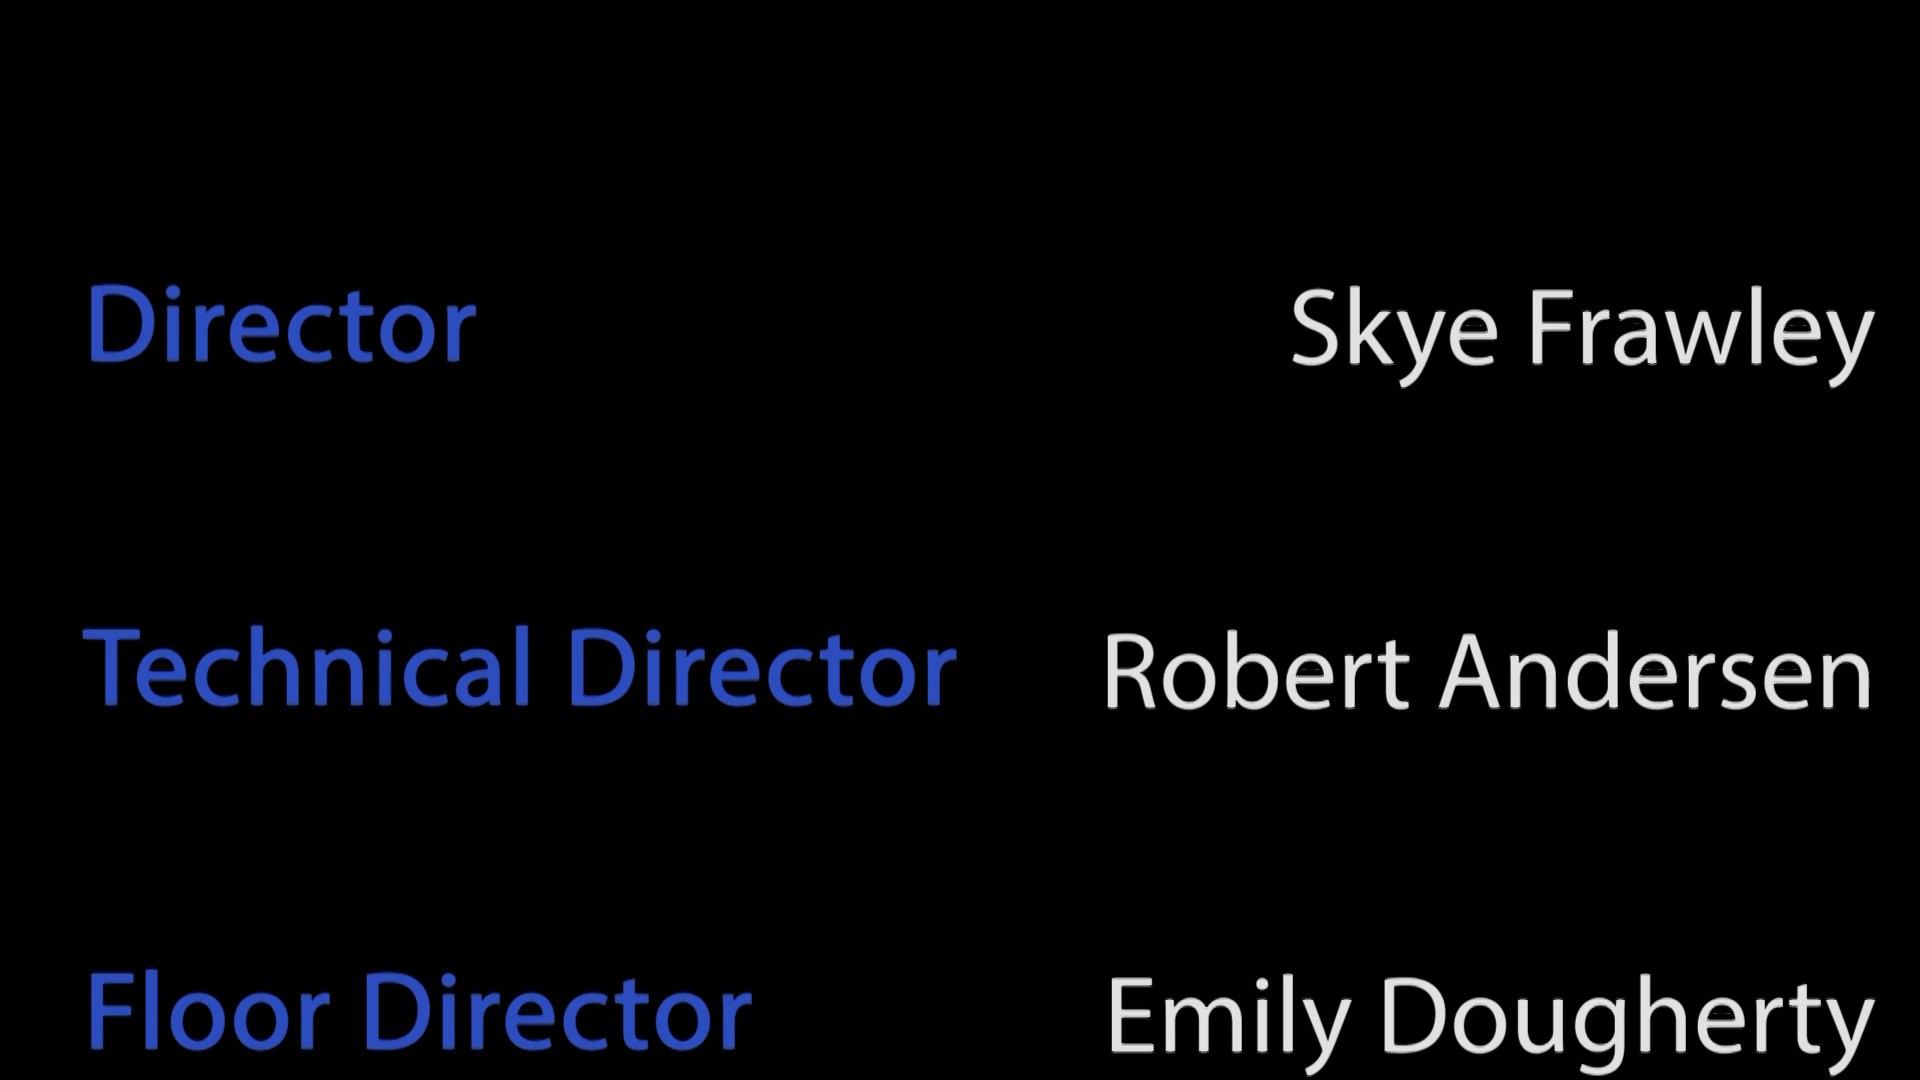 Director Skye Frawley
Technical Director Robert Andersen
Floor Director Emily Dougherty